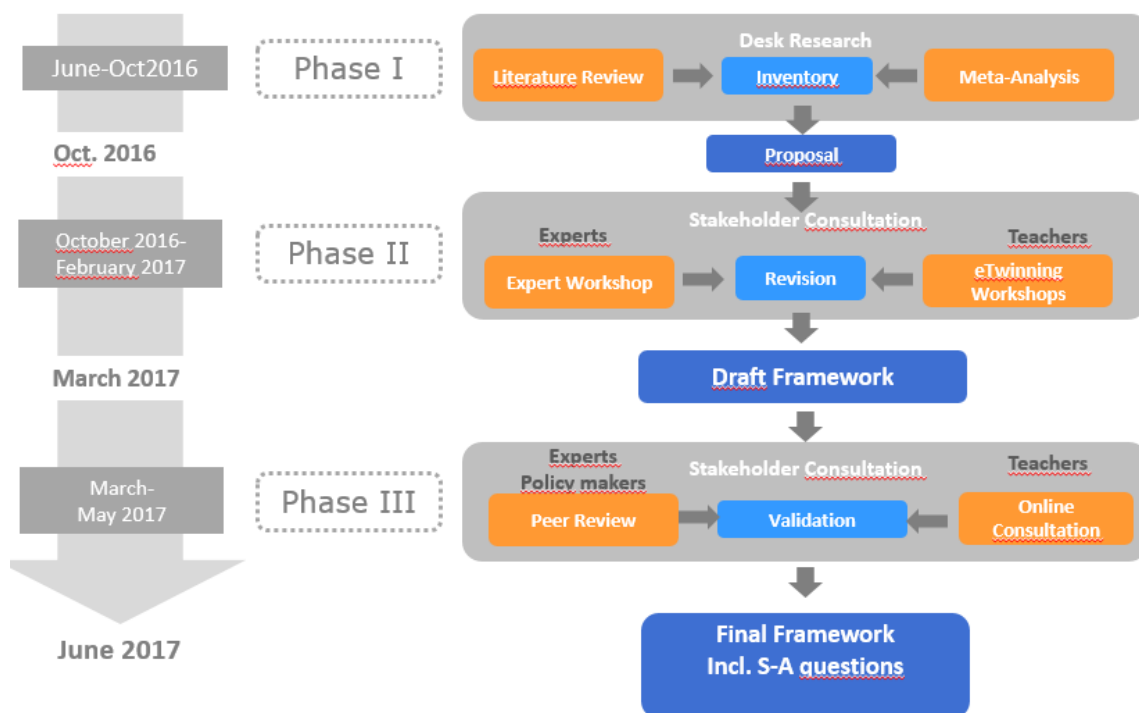 June-Oct2016
Phase I
Desk Research
Literature Review
Inventory
Meta-Analysis
Oct. 2016
Proposal
October 2016-
February 2017
Phase II
Stakeholder Consultation
Experts
Teachers
Expert Workshop
Revision
eTwinning
Workshops
March 2017
Draft Framework
March-
May 2017
Phase III
Experts
Policy makers
Stakeholder Consultation
Teachers
Peer Review
Validation
Online
Consultation
June 2017
Final Framework
Incl. S-A questions